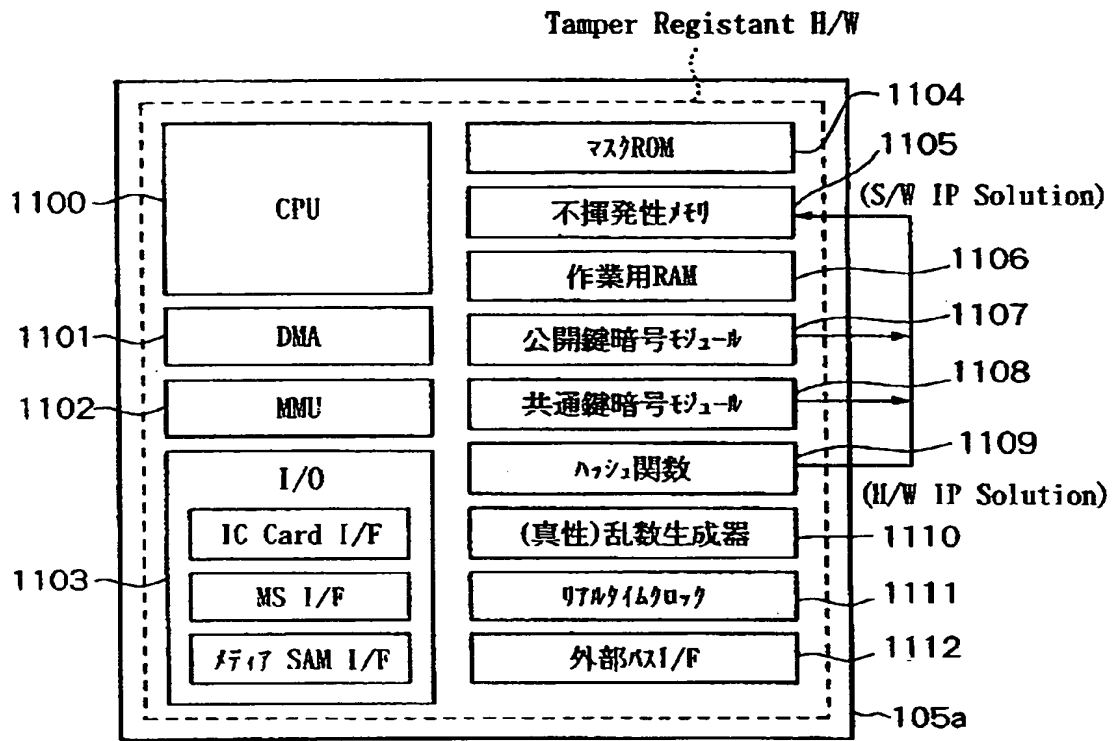 Tamper Registant H/W
1100
CPU
1101
DMA
1102
MMU
1103
I/O
IC Card I/F
MS I/F
ﾒﾃﾞｨｱ SAM I/F
ﾏｽｸROM
1104
不揮発性ﾒﾓﾘ
1105
(S/W IP Solution)
作業用RAM
1106
公開鍵暗号ﾓｼﾞｭｰﾙ
1107
共通鍵暗号ﾓｼﾞｭｰﾙ
1108
ﾊｯｼｭ関数
1109
(H/W IP Solution)
(真性)乱数生成器
1110
ﾘｱﾙﾀｲﾑｸﾛｯｸ
1111
外部ﾊﾞｽI/F
1112
105a